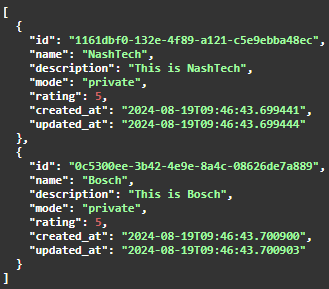 [
  {
    "id": "1161dbf0-132e-4f89-a121-c5e9ebba48ec",
    "name": "NashTech",
    "description": "This is NashTech",
    "mode": "private",
    "rating": 5,
    "created_at": "2024-08-19T09:46:43.699441",
    "updated_at": "2024-08-19T09:46:43.699444"
  },
  {
    "id": "0c5300ee-3b42-4e9e-8a4c-08626de7a889",
    "name": "Bosch",
    "description": "This is Bosch",
    "mode": "private",
    "rating": 5,
    "created_at": "2024-08-19T09:46:43.700900",
    "updated_at": "2024-08-19T09:46:43.700903"
  }
]